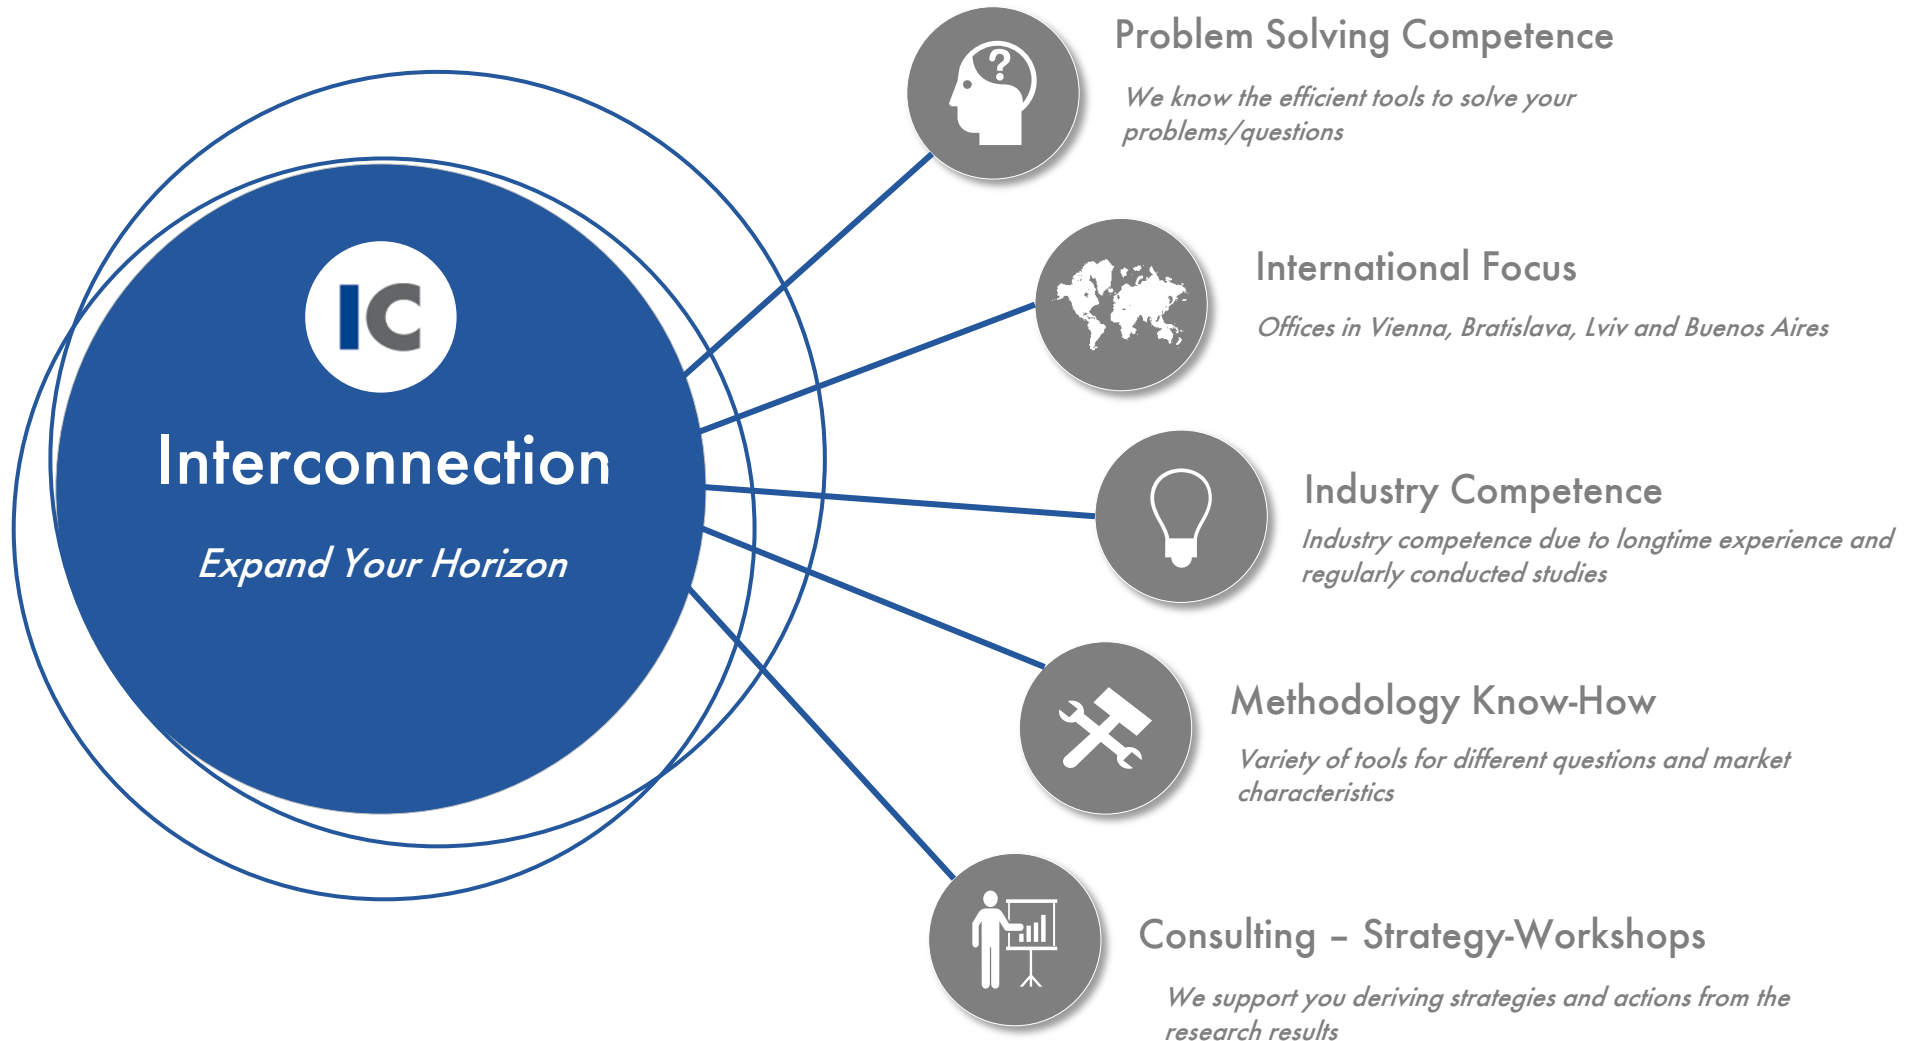 IC
Interconnection
Expand Your Horizon
Problem Solving Competence
We know the efficient tools to solve your
problems/questions
International Focus
Offices in Vienna, Bratislava, Lviv and Buenos Aires
Industry Competence
Industry competence due to longtime experience and
regularly conducted studies
Methodology Know-How
Variety of tools for different questions and market
characteristics
Consulting – Strategy-Workshops
We support you deriving strategies and actions from the
research results